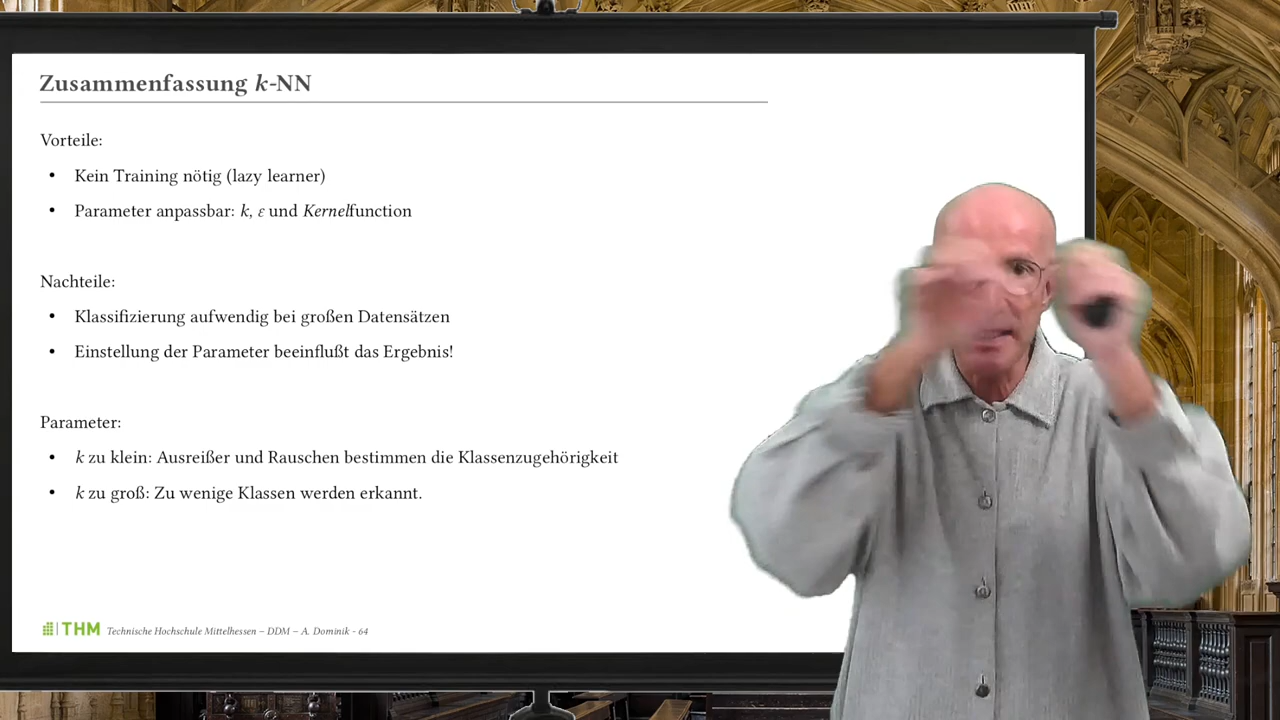 Zusammenfassung k-NN
Vorteile:
• Kein Training nötig (lazy learner)
• Parameter anpassbar: k, ε und Kernelfunction
Nachteile:
• Klassifizierung aufwendig bei großen Datensätzen
• Einstellung der Parameter beeinflußt das Ergebnis!
Parameter:
• k zu klein: Ausreißer und Rauschen bestimmen die Klassenzugehörigkeit
• k zu groß: Zu wenige Klassen werden erkannt.
THM Technische Hochschule Mittelhessen – DDM – A. Dominik - 64